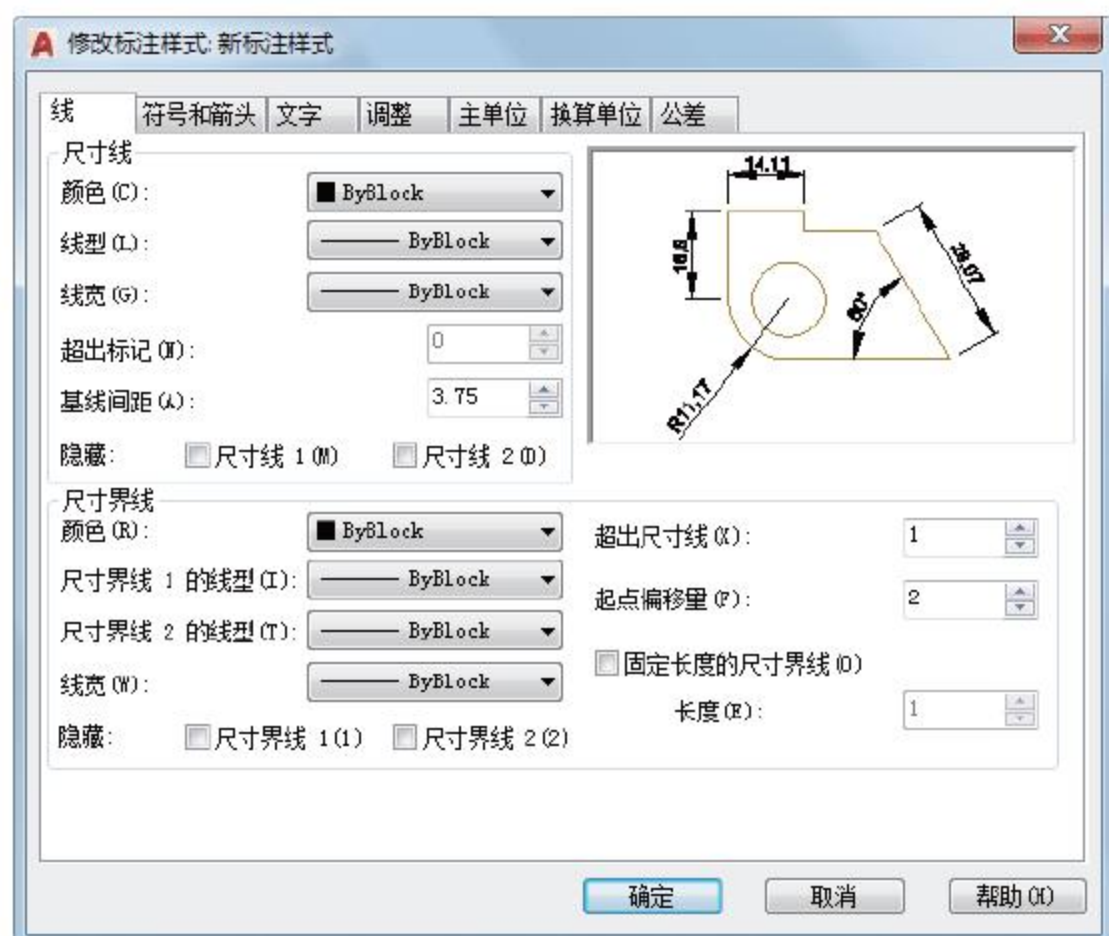 修改标注样式: 新标注样式
线 符号和箭头 文字 调整 主单位 换算单位 公差
尺寸线
颜色(C): ByBlock
线型(L): ByBlock
线宽(G): ByBlock
超出标记(N): 0
基线间距(A): 3.75
隐藏: 尺寸线 1(M) 尺寸线 2(D)
14,11
16,6
28,07
60°
R11,17
尺寸界线
颜色(R): ByBlock
尺寸界线 1 的线型(I): ByBlock
尺寸界线 2 的线型(T): ByBlock
线宽(W): ByBlock
隐藏: 尺寸界线 1(1) 尺寸界线 2(2)
超出尺寸线(X): 1
起点偏移量(F): 2
固定长度的尺寸界线(O)
长度(E): 1
确定 取消 帮助(H)